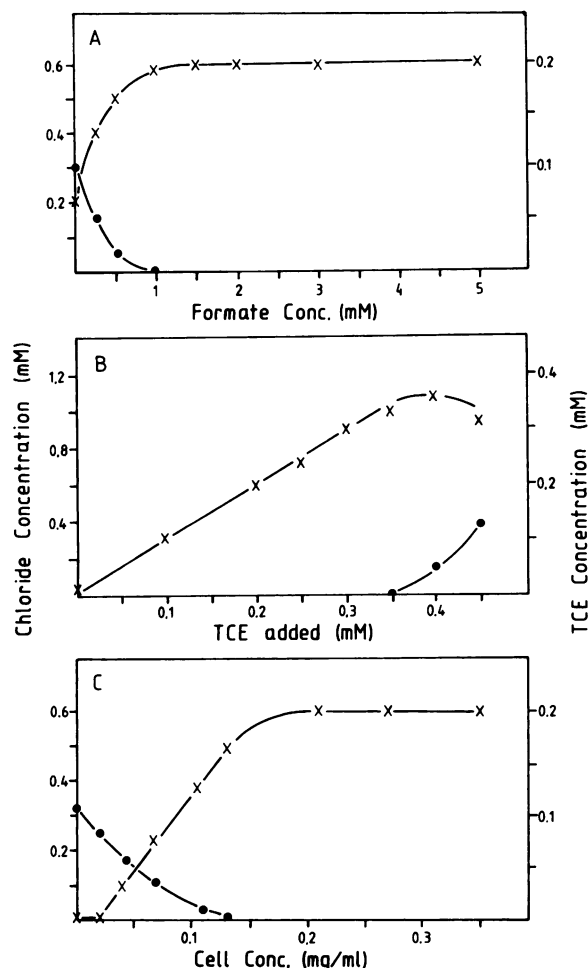 A
0.6
0.4
0.2
0.2
0.1
1 2 3 4 5
Formate Conc. (mM)
Chloride Concentration (mM)
B
1,2
0.8
0.4
0.4
0.2
0.1 0.2 0.3 0.4
TCE added (mM)
TCE Concentration (mM)
C
0.6
0.4
0.2
0.2
0.1
0.1 0.2 0.3
Cell Conc. (mg/ml)